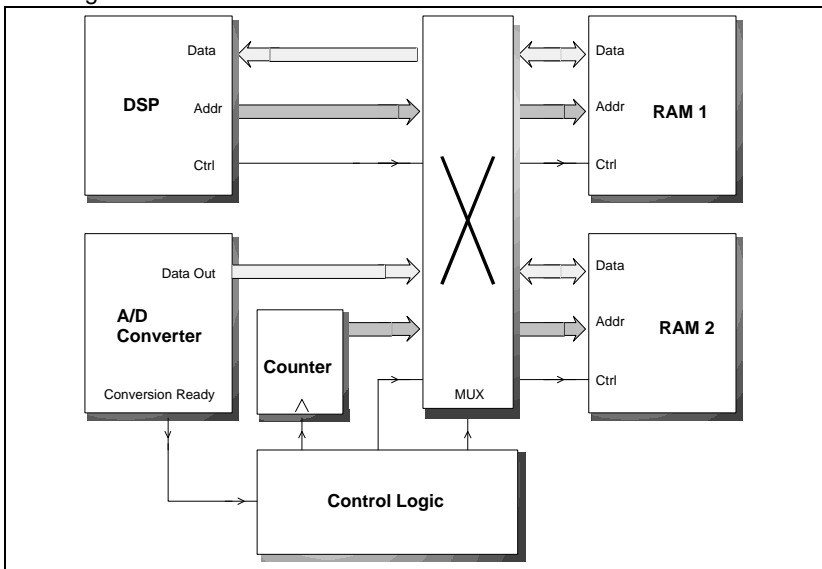 Data
DSP
Addr
Ctrl
Data
Addr
RAM 1
Ctrl
Data Out
A/D
Converter
Conversion Ready
Counter
MUX
Data
Addr
RAM 2
Ctrl
Control Logic